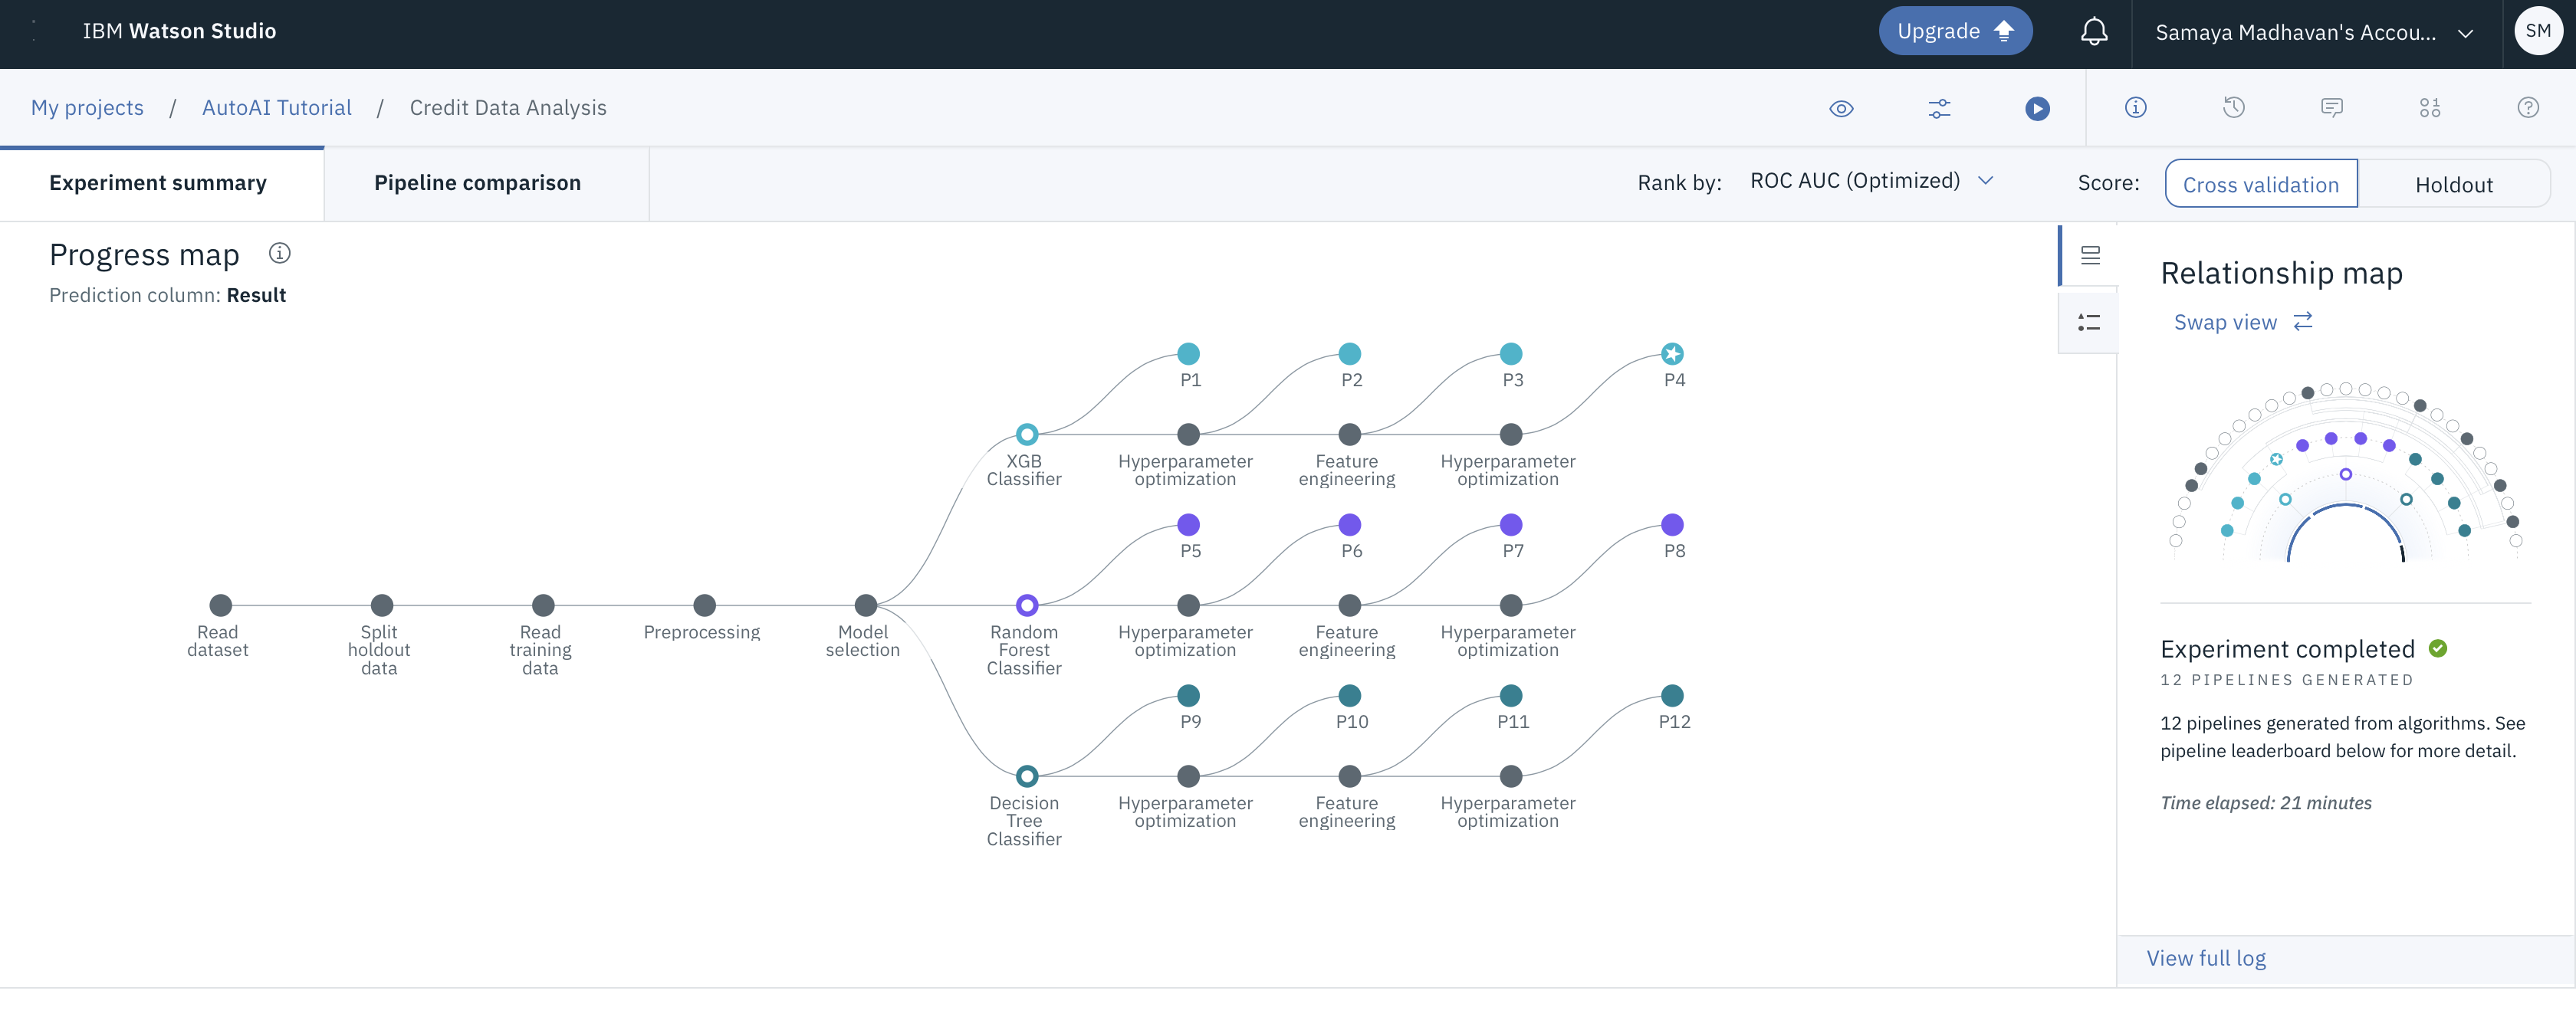 IBM Watson Studio
Upgrade
Samaya Madhavan's Accou...
SM
My projects / AutoAI Tutorial / Credit Data Analysis
Experiment summary
Pipeline comparison
Rank by: ROC AUC (Optimized)
Score: Cross validation Holdout
Progress map
Prediction column: Result
P1
P2
P3
P4
XGB
Classifier
Hyperparameter
optimization
Feature
engineering
Hyperparameter
optimization
P5
P6
P7
P8
Read
dataset
Split
holdout
data
Read
training
data
Preprocessing
Model
selection
Random
Forest
Classifier
Hyperparameter
optimization
Feature
engineering
Hyperparameter
optimization
P9
P10
P11
P12
Decision
Tree
Classifier
Hyperparameter
optimization
Feature
engineering
Hyperparameter
optimization
Relationship map
Swap view
Experiment completed
12 PIPELINES GENERATED
12 pipelines generated from algorithms. See
pipeline leaderboard below for more detail.
Time elapsed: 21 minutes
View full log